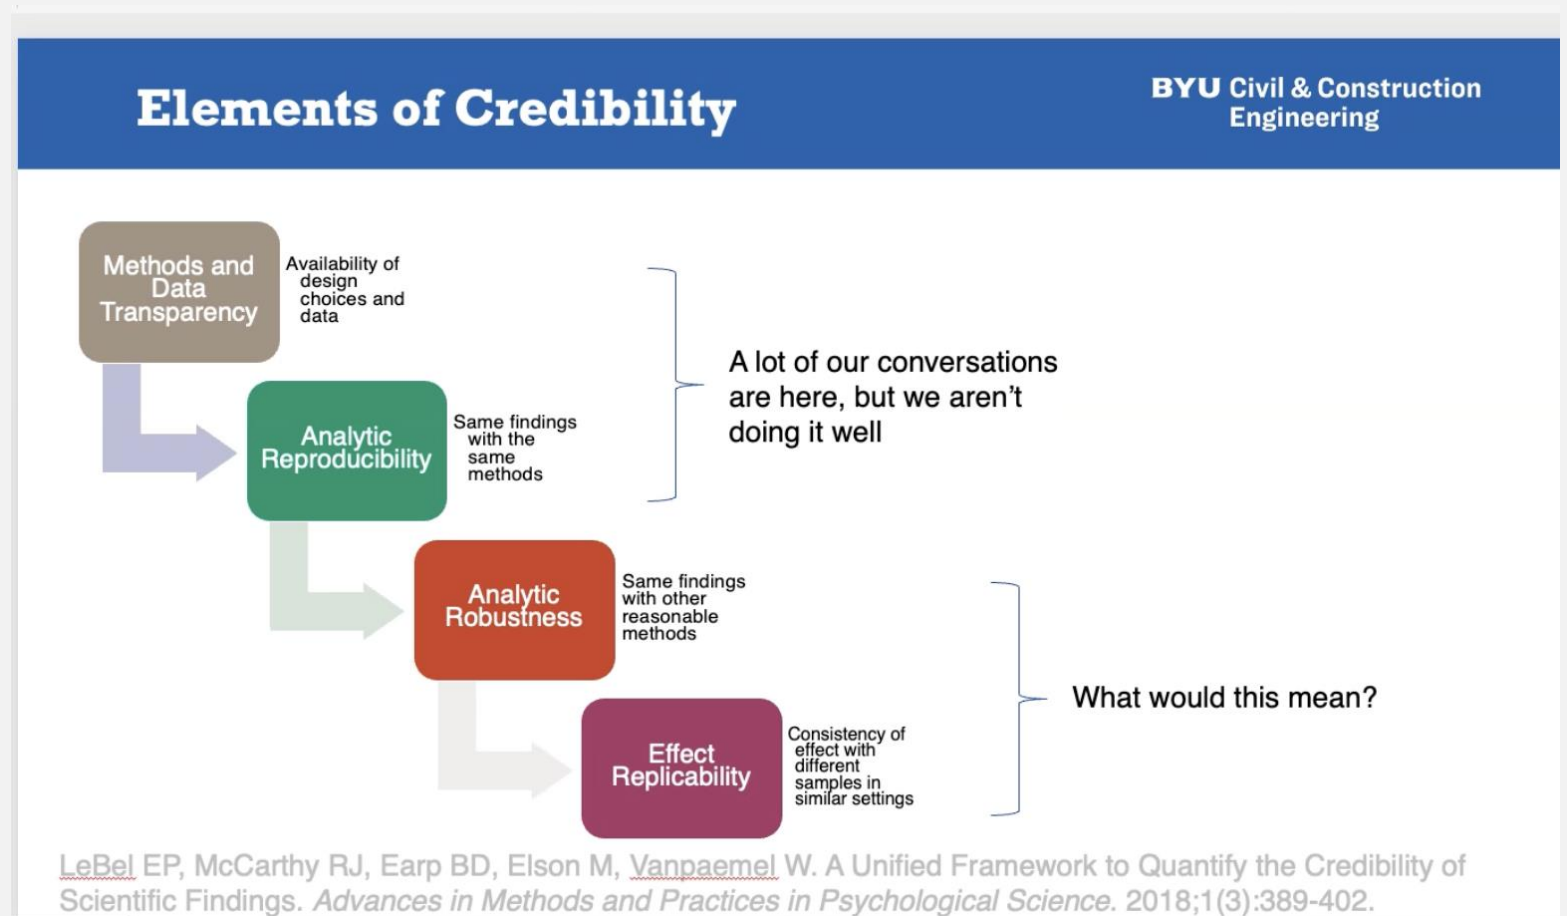 Elements of Credibility
BYU Civil & Construction
Engineering
Methods and
Data
Transparency
Availability of
design
choices and
data
A lot of our conversations
are here, but we aren’t
doing it well
Analytic
Reproducibility
Same findings
with the
same
methods
Analytic
Robustness
Same findings
with other
reasonable
methods
What would this mean?
Effect
Replicability
Consistency of
effect with
different
samples in
similar settings
LeBel EP, McCarthy RJ, Earp BD, Elson M, Vanpaemel W. A Unified Framework to Quantify the Credibility of
Scientific Findings. Advances in Methods and Practices in Psychological Science. 2018;1(3):389-402.